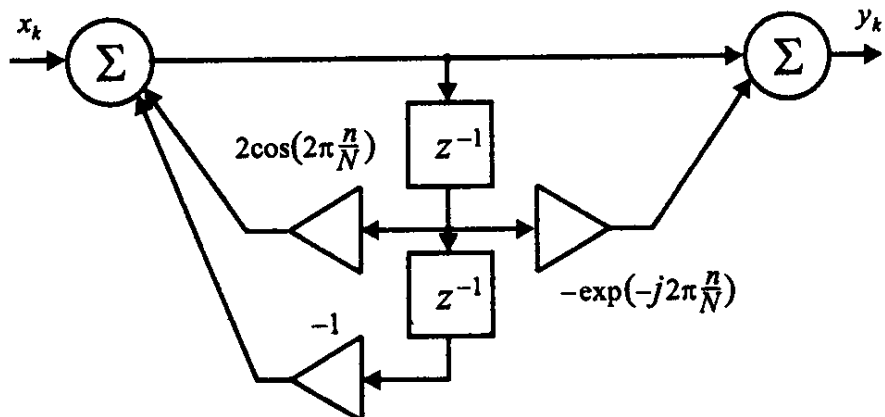 x_k
y_k
Σ
Σ
2cos(2π n/N)
z^{-1}
z^{-1}
-exp(-j2π n/N)
-1